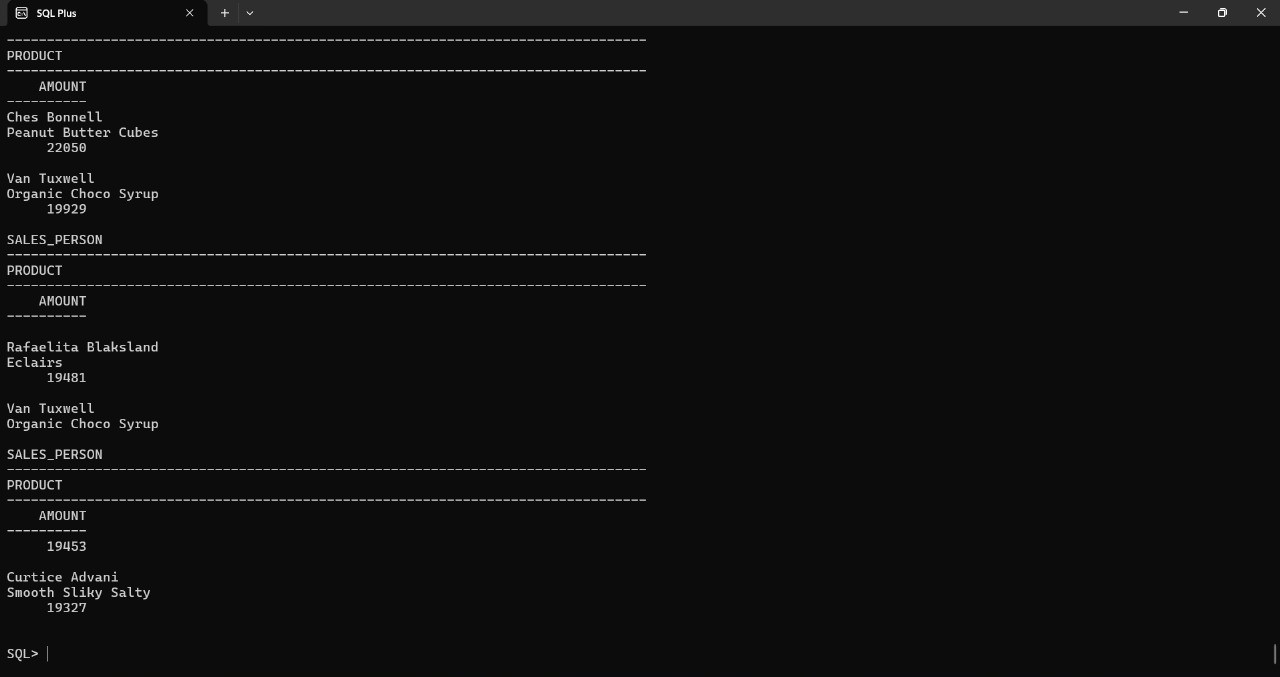 SQL Plus
--------------------------------------------------------------------------------
PRODUCT
--------------------------------------------------------------------------------
    AMOUNT
----------
Ches Bonnell
Peanut Butter Cubes
     22050

Van Tuxwell
Organic Choco Syrup
     19929

SALES_PERSON
--------------------------------------------------------------------------------
PRODUCT
--------------------------------------------------------------------------------
    AMOUNT
----------

Rafaelita Blaksland
Eclairs
     19481

Van Tuxwell
Organic Choco Syrup

SALES_PERSON
--------------------------------------------------------------------------------
PRODUCT
--------------------------------------------------------------------------------
    AMOUNT
----------
     19453

Curtice Advani
Smooth Sliky Salty
     19327

SQL>